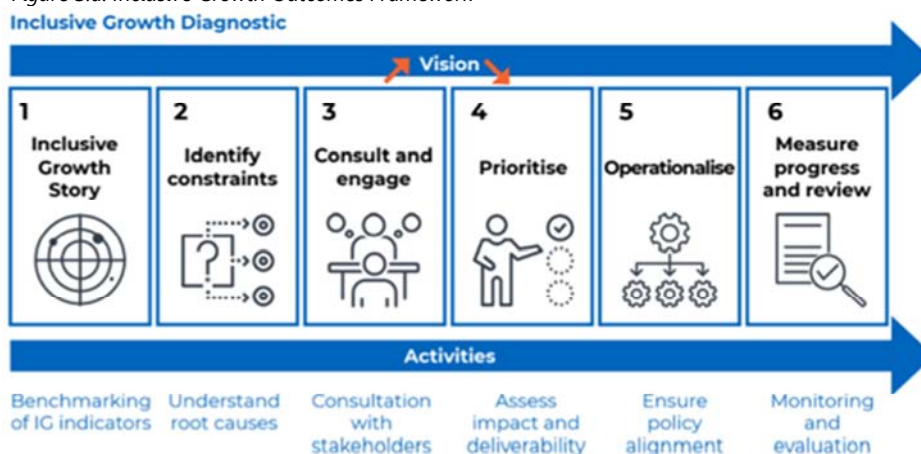 Inclusive Growth Diagnostic
Vision
1
Inclusive
Growth
Story
2
Identify
constraints
3
Consult and
engage
4
Prioritise
5
Operationalise
6
Measure
progress
and review
?
Activities
Benchmarking
of IG indicators
Understand
root causes
Consultation
with
stakeholders
Assess
impact and
deliverability
Ensure
policy
alignment
Monitoring
and
evaluation